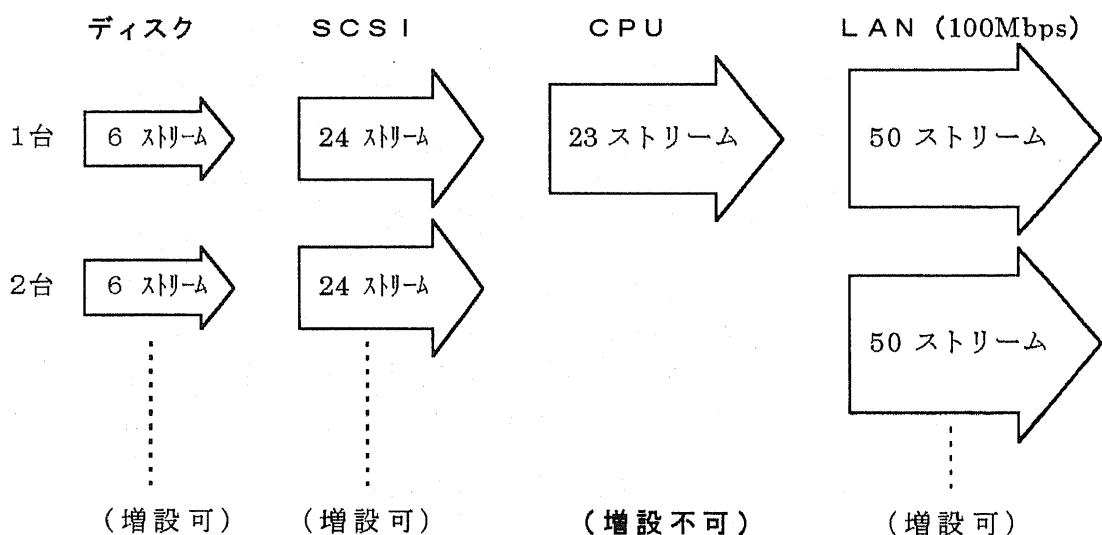 ディスク ＳＣＳＩ ＣＰＵ ＬＡＮ (100Mbps)
1台 6 ｽﾄﾘｰﾑ 24 ｽﾄﾘｰﾑ 23 ストリーム 50 ストリーム
2台 6 ｽﾄﾘｰﾑ 24 ｽﾄﾘｰﾑ
50 ストリーム
(増設可) (増設可) (増設不可) (増設可)